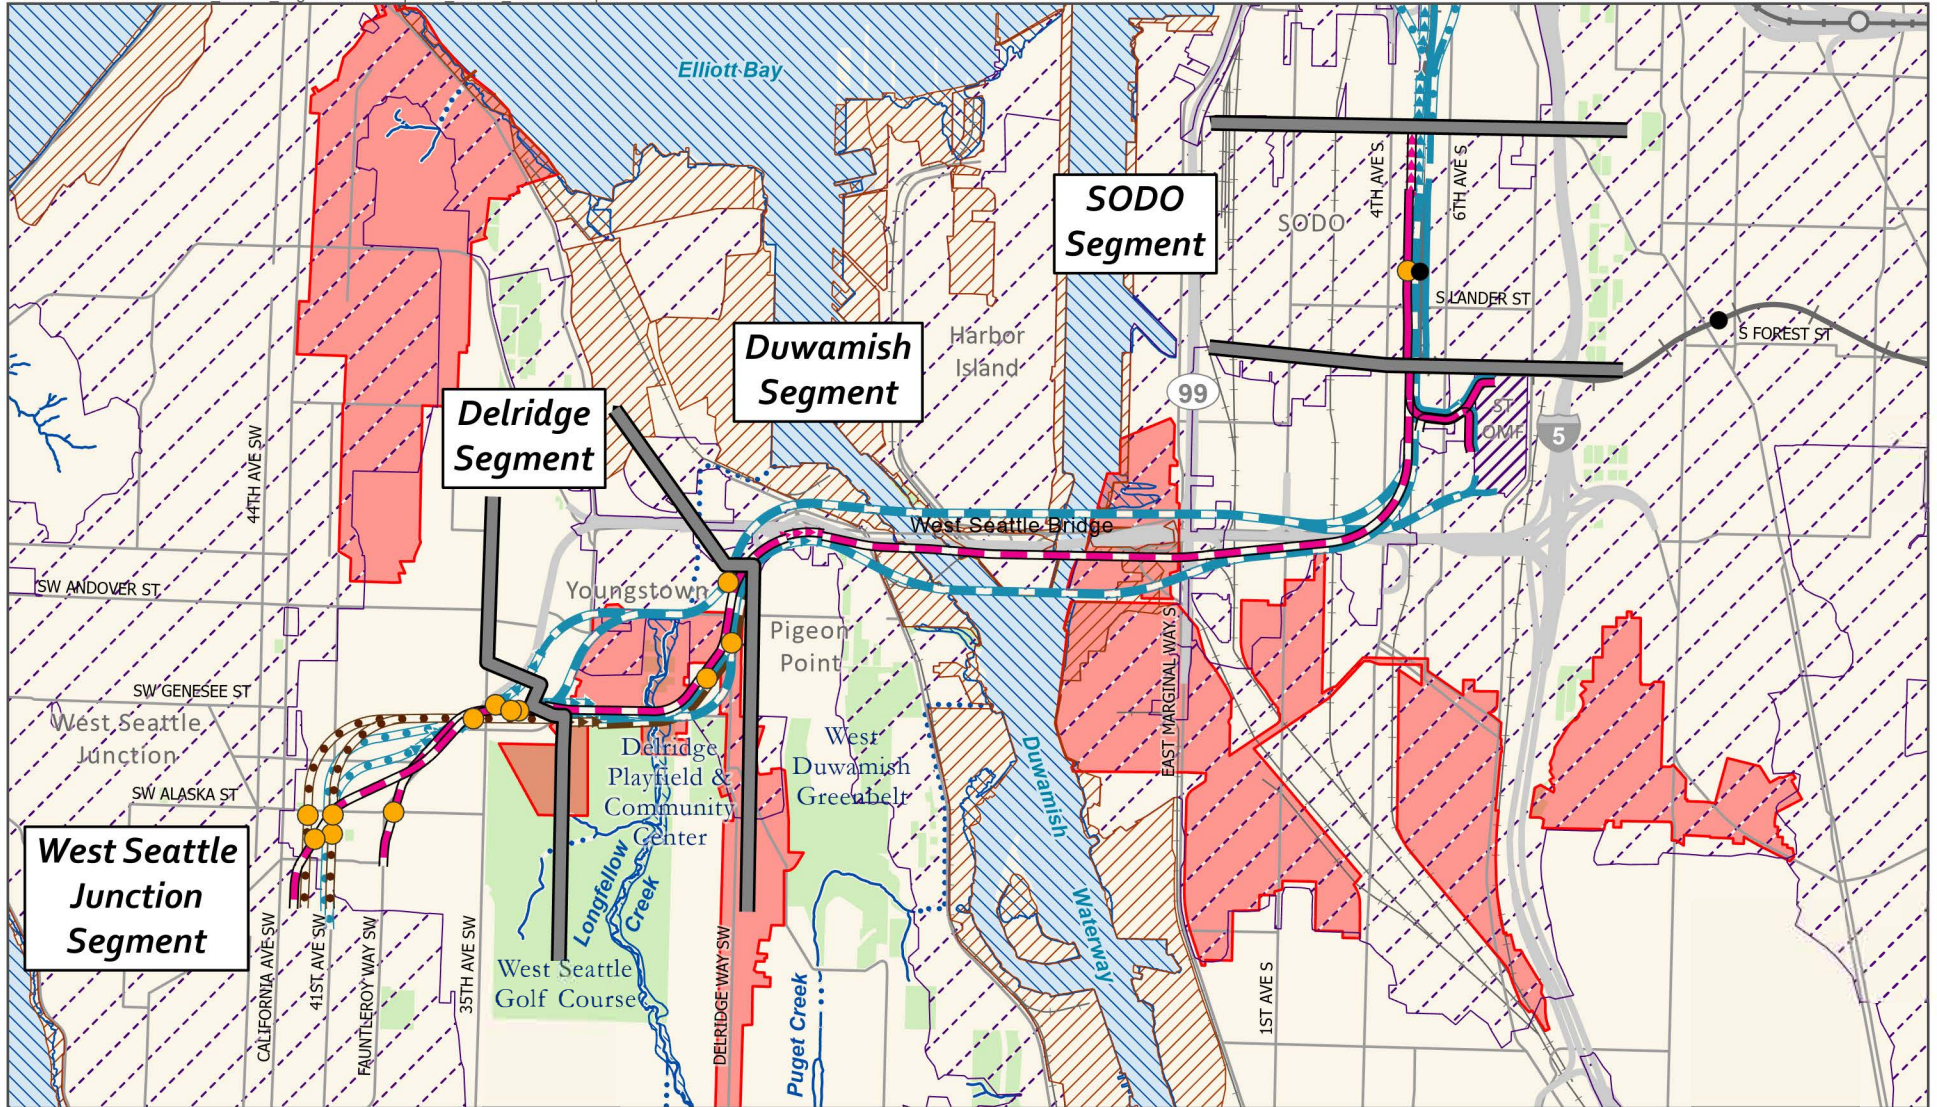 Elliott Bay
4TH AVE S
6TH AVE S
SODO
Segment
SODO
S LANDER ST
S FOREST ST
Harbor
Island
Duwamish
Segment
99
ST
OMF
5
Delridge
Segment
44TH AVE SW
West Seattle Bridge
SW ANDOVER ST
Youngstown
Pigeon
Point
EAST MARGINAL WAY S
SW GENESEE ST
West Seattle
Junction
SW ALASKA ST
Delridge
Playfield &
Community
Center
West
Duwamish
Greenbelt
Duwamish
Waterway
West Seattle
Junction
Segment
Longfellow
Creek
West Seattle
Golf Course
CALIFORNIA AVE SW
41ST AVE SW
FAUNTLEROY WAY SW
35TH AVE SW
DELRIDGE WAY SW
Puget Creek
1ST AVE S